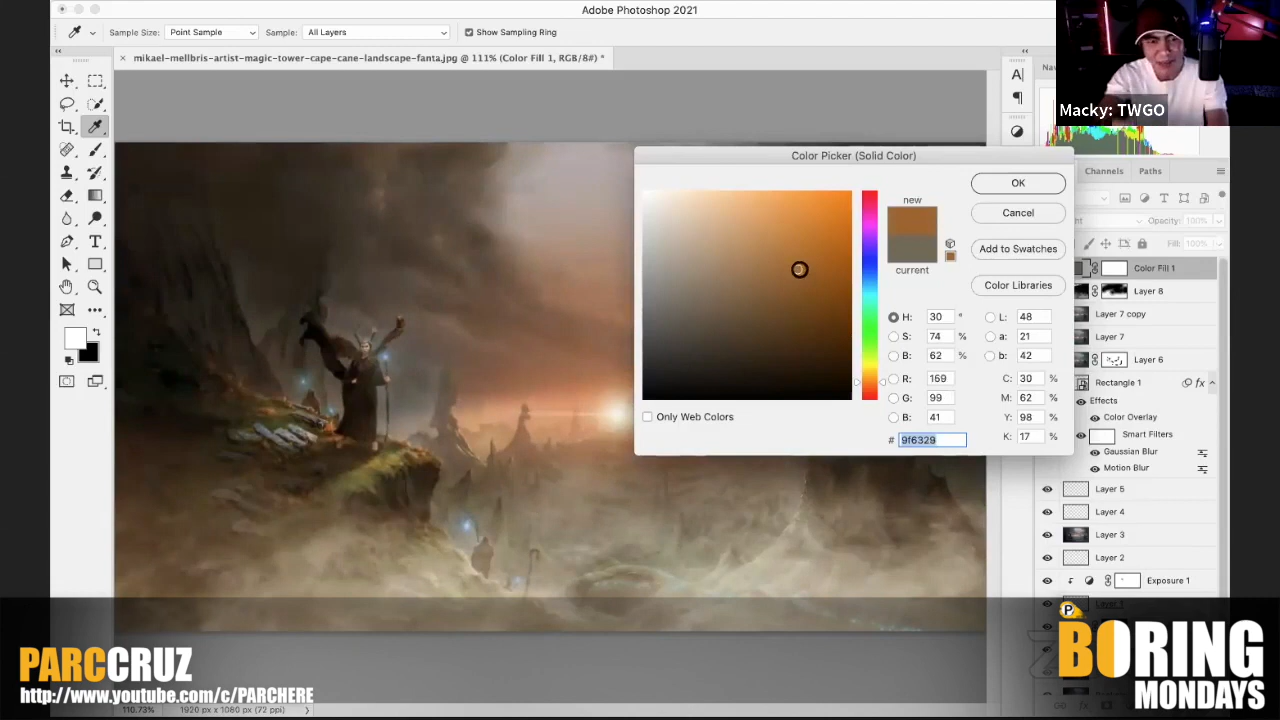 Adobe Photoshop 2021
Sample Size: Point Sample Sample: All Layers Show Sampling Ring
mikael-mellbris-artist-magic-tower-cape-cane-landscape-fanta.jpg @ 111% (Color Fill 1, RGB/8#) *
Macky: TWGO
Color Picker (Solid Color)
new
current
OK
Cancel
Add to Swatches
Color Libraries
H: 30 °
S: 74 %
B: 62 %
R: 159
G: 99
B: 41
# 9f6329
L: 48
a: 21
b: 42
C: 30 %
M: 62 %
Y: 98 %
K: 17 %
Only Web Colors
Channels Paths
Opacity: 100%
Fill: 100%
Color Fill 1
Layer 8
Layer 7 copy
Layer 7
Layer 6
Rectangle 1 fx
Effects
Color Overlay
Smart Filters
Gaussian Blur
Motion Blur
Layer 5
Layer 4
Layer 3
Layer 2
Exposure 1
Layer 1
110.73% 1920 px x 1080 px (72 ppi)
PARCCRUZ
http://www.youtube.com/c/PARCHERE
P
BORING
MONDAYS